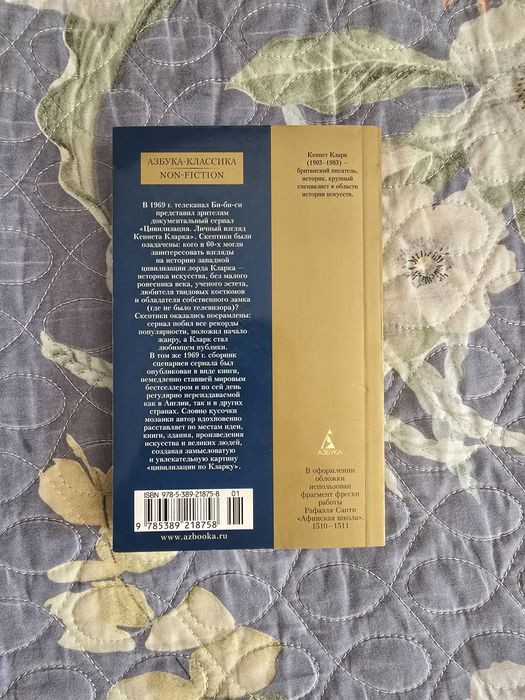 АЗБУКА-КЛАССИКА
NON-FICTION
В 1969 г. телеканал Би-би-си
представил зрителям
документальный сериал
«Цивилизация. Личный взгляд
Кеннета Кларка». Скептики были
озадачены: кого в 60-х могли
заинтересовать взгляды
на историю западной
цивилизации лорда Кларка —
историка искусства, без малого
ровесника века, ученого эстета,
любителя твидовых костюмов
и обладателя собственного замка
(где не было телевизора)?
Скептики оказались посрамлены:
сериал побил все рекорды
популярности, положил начало
жанру, а Кларк стал
любимцем публики.
В том же 1969 г. сборник
сценариев сериала был
опубликован в виде книги,
немедленно ставшей мировым
бестселлером и по сей день
регулярно переиздаваемой
как в Англии, так и в других
странах. Словно кусочки
мозаики автор вдохновенно
расставляет по местам идеи,
книги, здания, произведения
искусства и великих людей,
создавая замысловатую
и увлекательную картину
«цивилизации по Кларку».
ISBN 978-5-389-21875-8
01
9 785389 218758
www.azbooka.ru
Кеннет Кларк
(1903–1983) —
британский писатель,
историк, крупный
специалист в области
истории искусств.
АЗБУКА
В оформлении
обложки
использован
фрагмент фрески
работы
Рафаэля Санти
«Афинская школа».
1510—1511